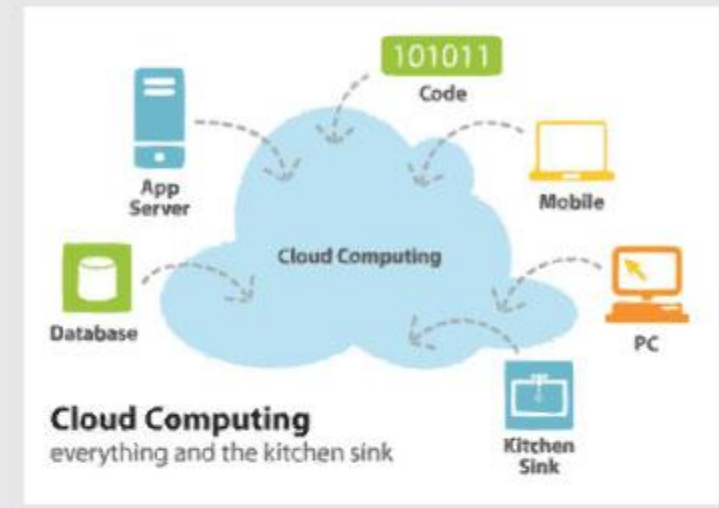 101011
Code
App
Server
Mobile
Cloud Computing
Database
PC
Cloud Computing
everything and the kitchen sink
Kitchen
Sink